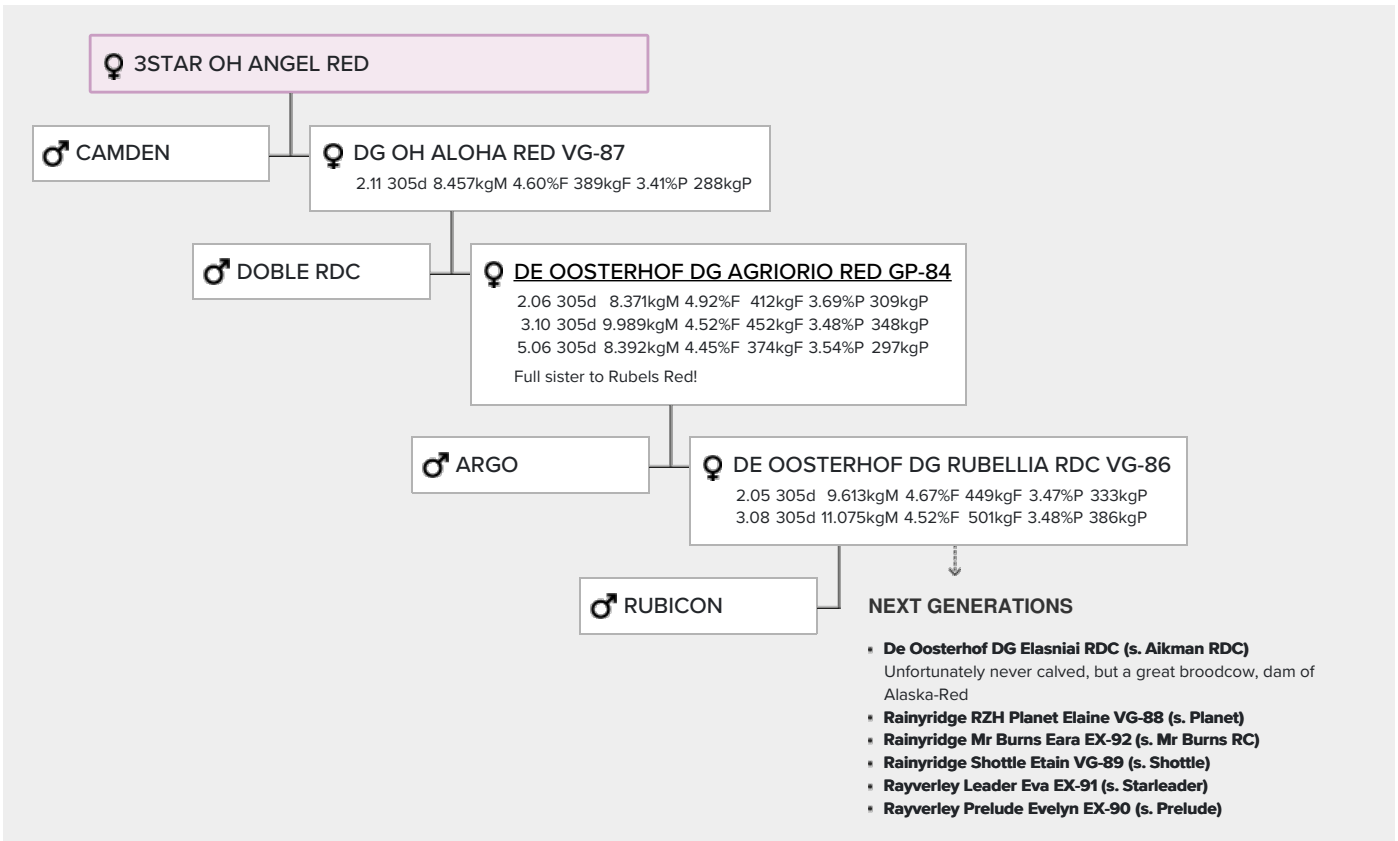 3STAR OH ANGEL RED
CAMDEN
DG OH ALOHA RED VG-87
2.11 305d 8.457kgM 4.60%F 389kgF 3.41%P 288kgP
DOBLE RDC
DE OOSTERHOF DG AGRIORIO RED GP-84
2.06 305d 8.371kgM 4.92%F 412kgF 3.69%P 309kgP
3.10 305d 9.989kgM 4.52%F 452kgF 3.48%P 348kgP
5.06 305d 8.392kgM 4.45%F 374kgF 3.54%P 297kgP
Full sister to Rubels Red!
ARGO
DE OOSTERHOF DG RUBELLIA RDC VG-86
2.05 305d 9.613kgM 4.67%F 449kgF 3.47%P 333kgP
3.08 305d 11.075kgM 4.52%F 501kgF 3.48%P 386kgP
RUBICON
NEXT GENERATIONS
De Oosterhof DG Elasniai RDC (s. Aikman RDC)
Unfortunately never calved, but a great broodcow, dam of
Alaska-Red
Rainyridge RZH Planet Elaine VG-88 (s. Planet)
Rainyridge Mr Burns Eara EX-92 (s. Mr Burns RC)
Rainyridge Shottle Etain VG-89 (s. Shottle)
Rayverley Leader Eva EX-91 (s. Starleader)
Rayverley Prelude Evelyn EX-90 (s. Prelude)